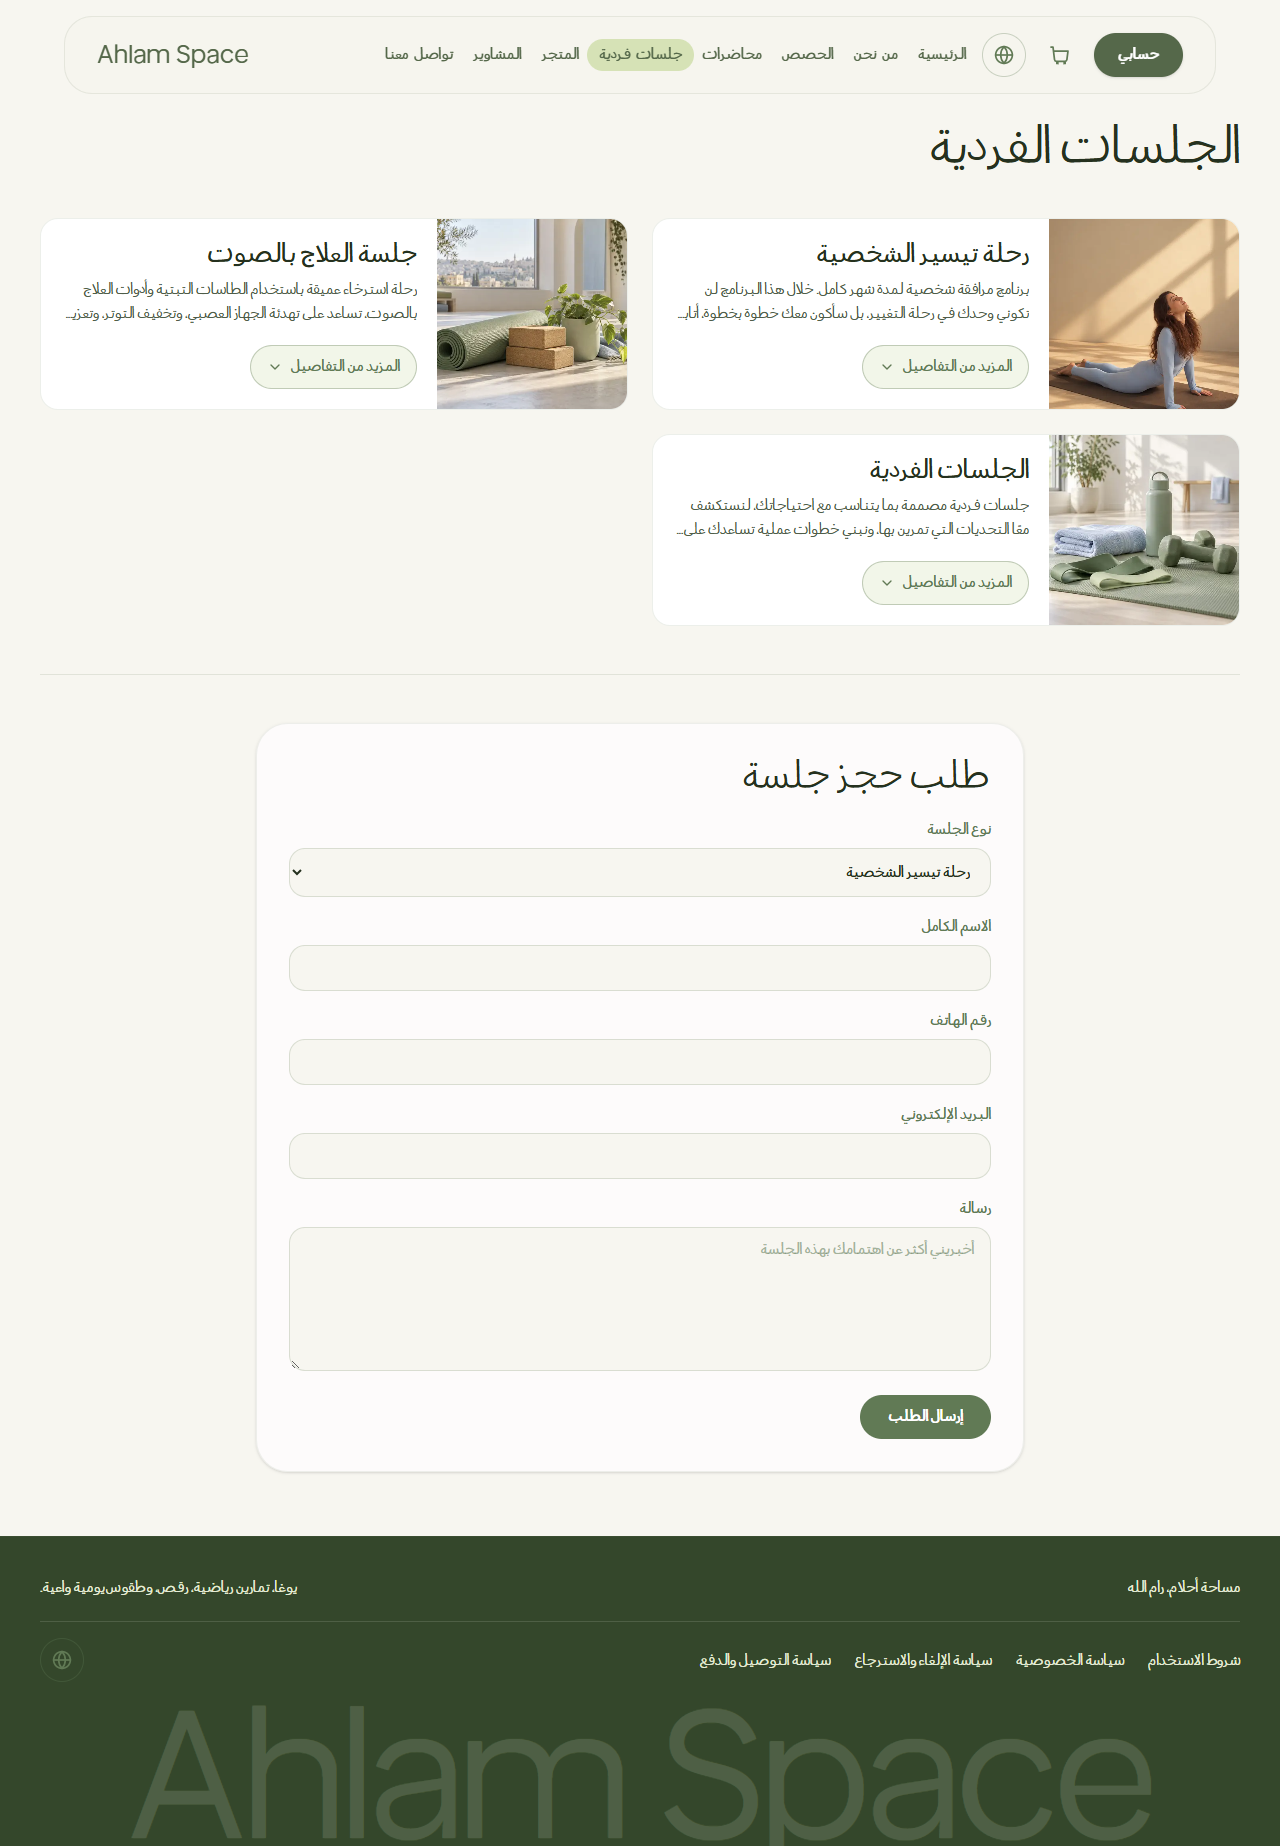 حسابي
الرئيسية
من نحن
الحصص
محاضرات
جلسات فردية
المتجر
المشاوير
تواصل معنا
Ahlam Space
الجلسات الفردية
رحلة تيسير الشخصية
برنامج مرافقة شخصية لمدة شهر كامل. خلال هذا البرنامج لن
تكوني وحدك في رحلة التغيير، بل سأكون معك خطوة بخطوة. أتاب...
المزيد من التفاصيل
جلسة العلاج بالصوت
رحلة استرخاء عميقة باستخدام الطاسات التبتية وأدوات العلاج
بالصوت، تساعد على تهدئة الجهاز العصبي، وتخفيف التوتر، وتعزيـ...
المزيد من التفاصيل
الجلسات الفردية
جلسات فردية مصممة بما يتناسب مع احتياجاتك، لنستكشف
معًا التحديات التي تمرين بها، ونبني خطوات عملية تساعدك على...
المزيد من التفاصيل
طلب حجز جلسة
نوع الجلسة
رحلة تيسير الشخصية
الاسم الكامل
رقم الهاتف
البريد الإلكتروني
رسالة
أخبريني أكثر عن اهتمامك بهذه الجلسة
إرسال الطلب
مساحة أحلام، رام الله
يوغا، تمارين رياضية، رقص، وطقوس يومية واعية.
شروط الاستخدام
سياسة الخصوصية
سياسة الإلغاء والاسترجاع
سياسة التوصيل والدفع
Ahlam Space